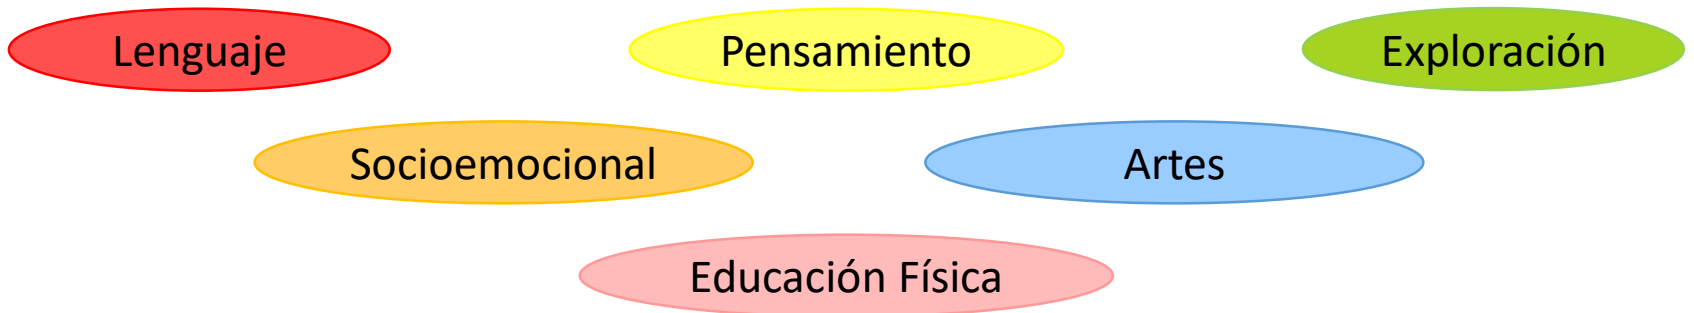 Lenguaje
Pensamiento
Exploración
Socioemocional
Artes
Educación Física